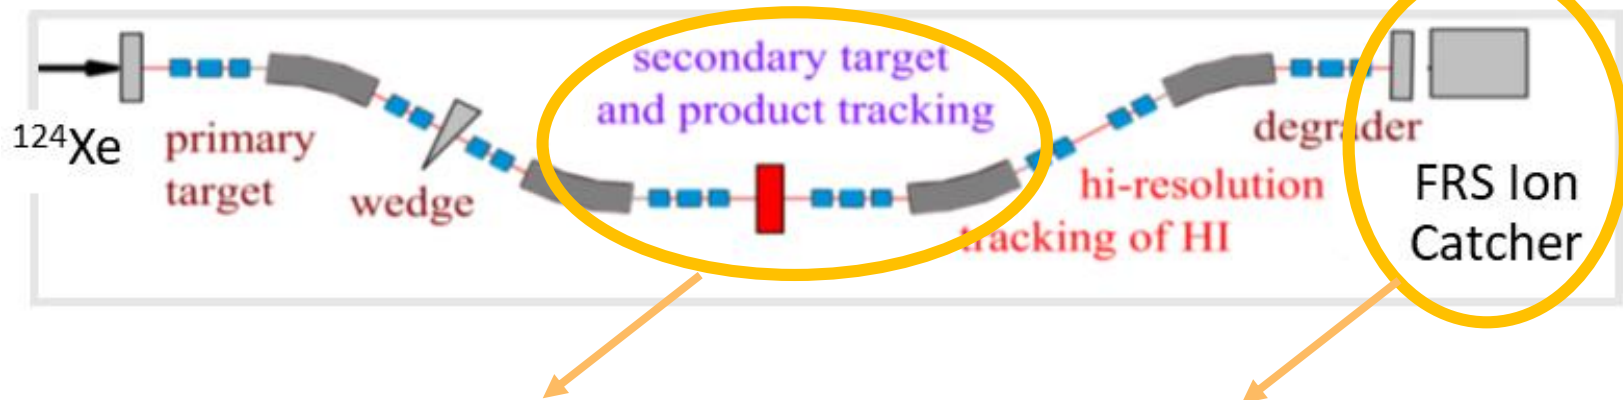 ¹²⁴Xe
primary
target
wedge
secondary target
and product tracking
hi-resolution
tracking of HI
degrader
FRS Ion
Catcher